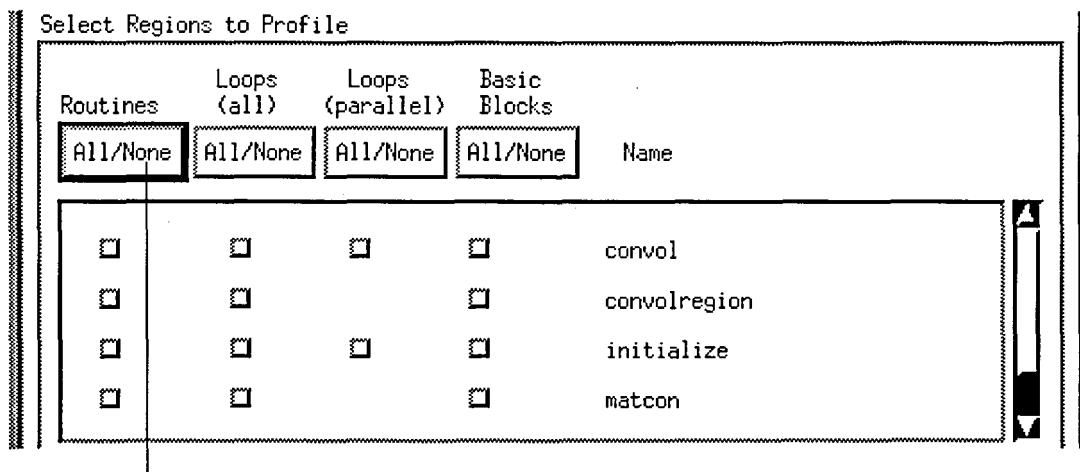 Select Regions to Profile
Loops Loops Basic
Routines (all) (parallel) Blocks
All/None All/None All/None All/None Name
convol
convolregion
initialize
matcon